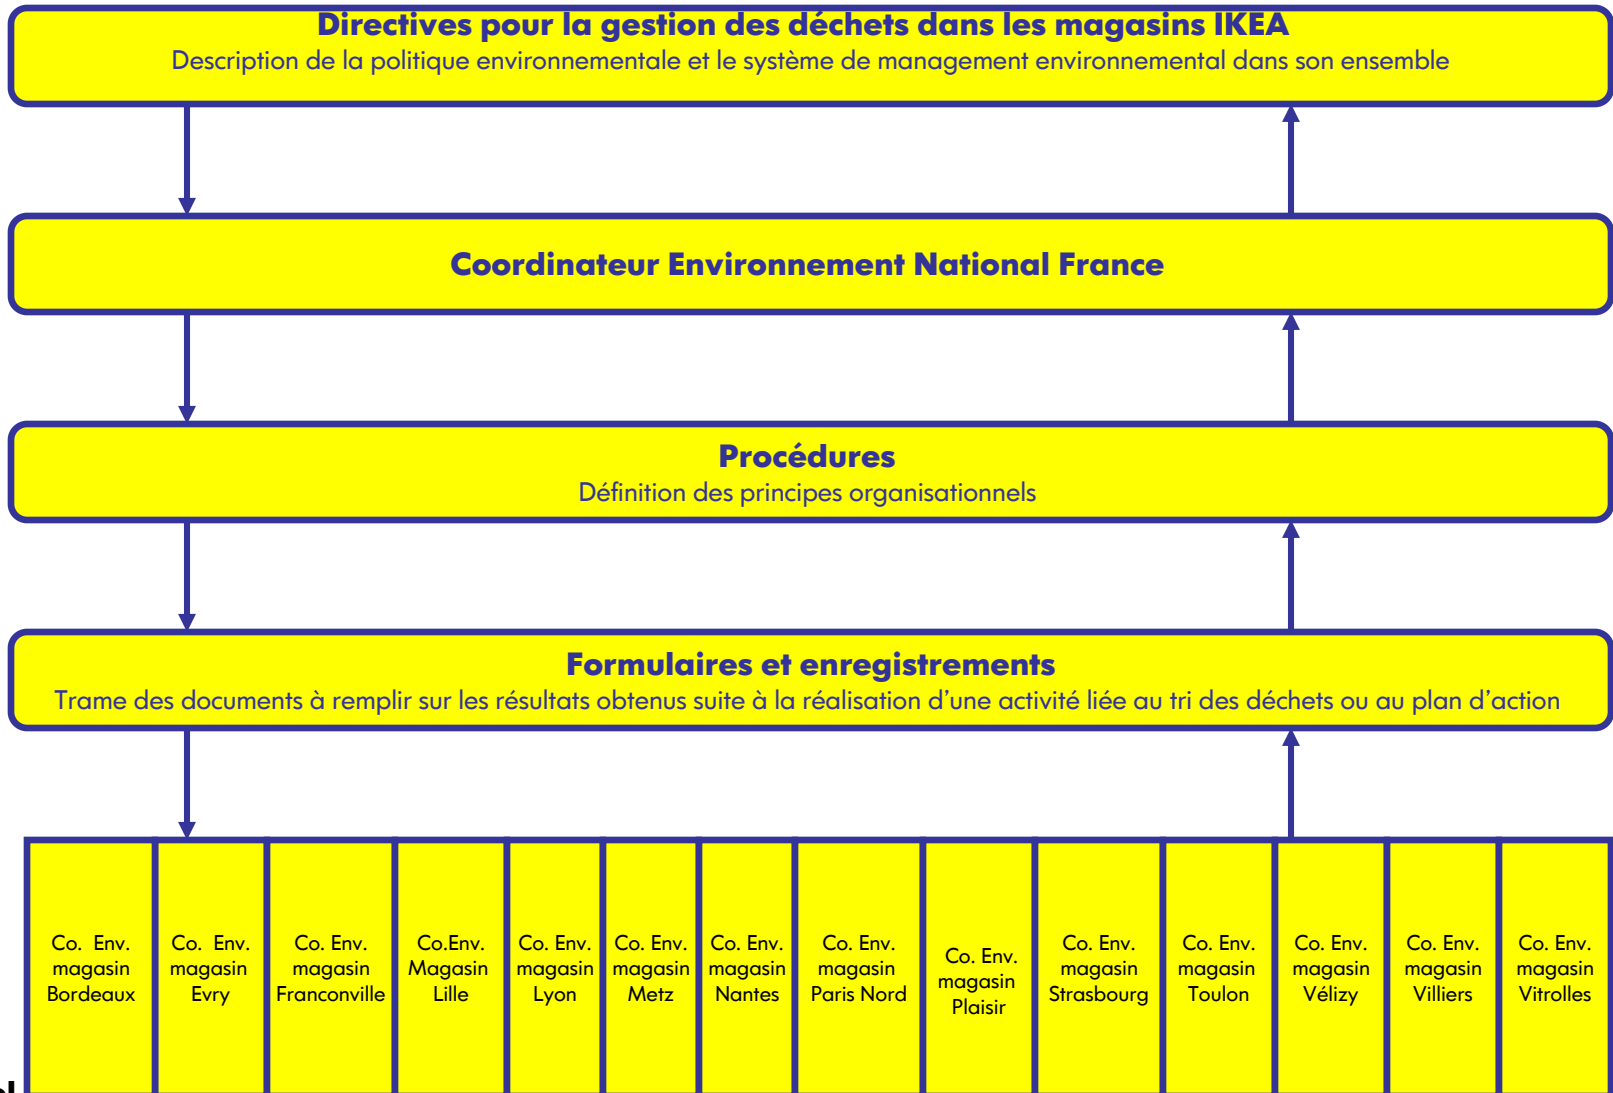 Directives pour la gestion des déchets dans les magasins IKEA
Description de la politique environnementale et le système de management environnemental dans son ensemble
Coordinateur Environnement National France
Procédures
Définition des principes organisationnels
Formulaires et enregistrements
Trame des documents à remplir sur les résultats obtenus suite à la réalisation d’une activité liée au tri des déchets ou au plan d’action
Co. Env.
magasin
Bordeaux
Co. Env.
magasin
Evry
Co. Env.
magasin
Franconville
Co.Env.
Magasin
Lille
Co. Env.
magasin
Lyon
Co. Env.
magasin
Metz
Co. Env.
magasin
Nantes
Co. Env.
magasin
Paris Nord
Co. Env.
magasin
Plaisir
Co. Env.
magasin
Strasbourg
Co. Env.
magasin
Toulon
Co. Env.
magasin
Vélizy
Co. Env.
magasin
Villiers
Co. Env.
magasin
Vitrolles